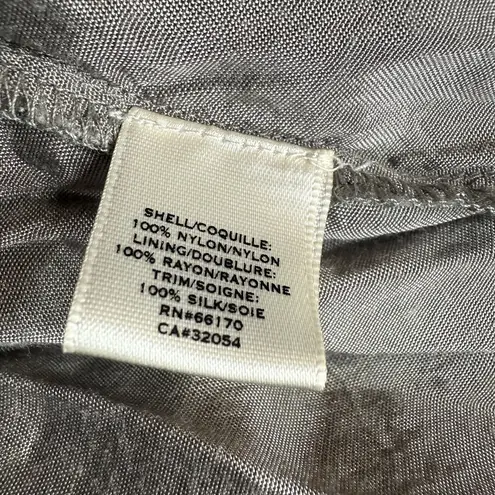 SHELL/COQUILLE:
100% NYLON/NYLON
LINING/DOUBLURE:
100% RAYON/RAYONNE
TRIM/SOIGNE:
100% SILK/SOIE
RN#66170
CA#32054